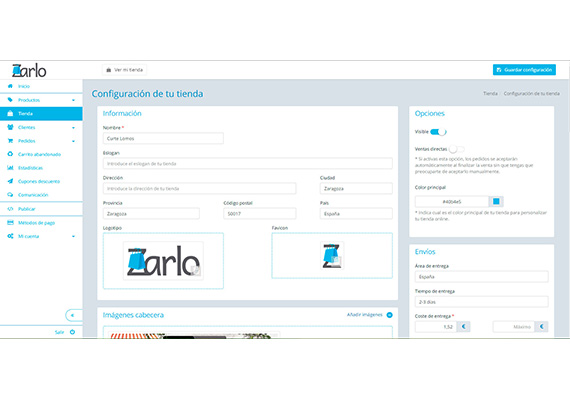 Zarlo
Ver mi tienda
Guardar configuración
Inicio
Productos
Tienda
Clientes
Pedidos
Carrito abandonado
Estadísticas
Cupones descuento
Comunicación
Publicar
Métodos de pago
Mi cuenta
Salir
Configuración de tu tienda
Tienda / Configuración de tu tienda
Información
Nombre *
Curte Lomos
Eslogan
Introduce el eslogan de tu tienda
Dirección
Ciudad
Introduce la dirección de tu tienda
Zaragoza
Provincia
Código postal
País
Zaragoza
50017
España
Logotipo
Favicon
Zarlo
Z
Imágenes cabecera
Añadir imágenes
Opciones
Visible
Ventas directas
* Si activas esta opción, los pedidos se aceptarán
automáticamente al finalizar la venta sin que tengas que
preocuparte de aceptarlo manualmente.
Color principal
* Indica cual es el color principal de tu tienda para personalizar
tu tienda online.
Envíos
Área de entrega
España
Tiempo de entrega
2-3 días
Coste de entrega *
7,52 €
Máximo €